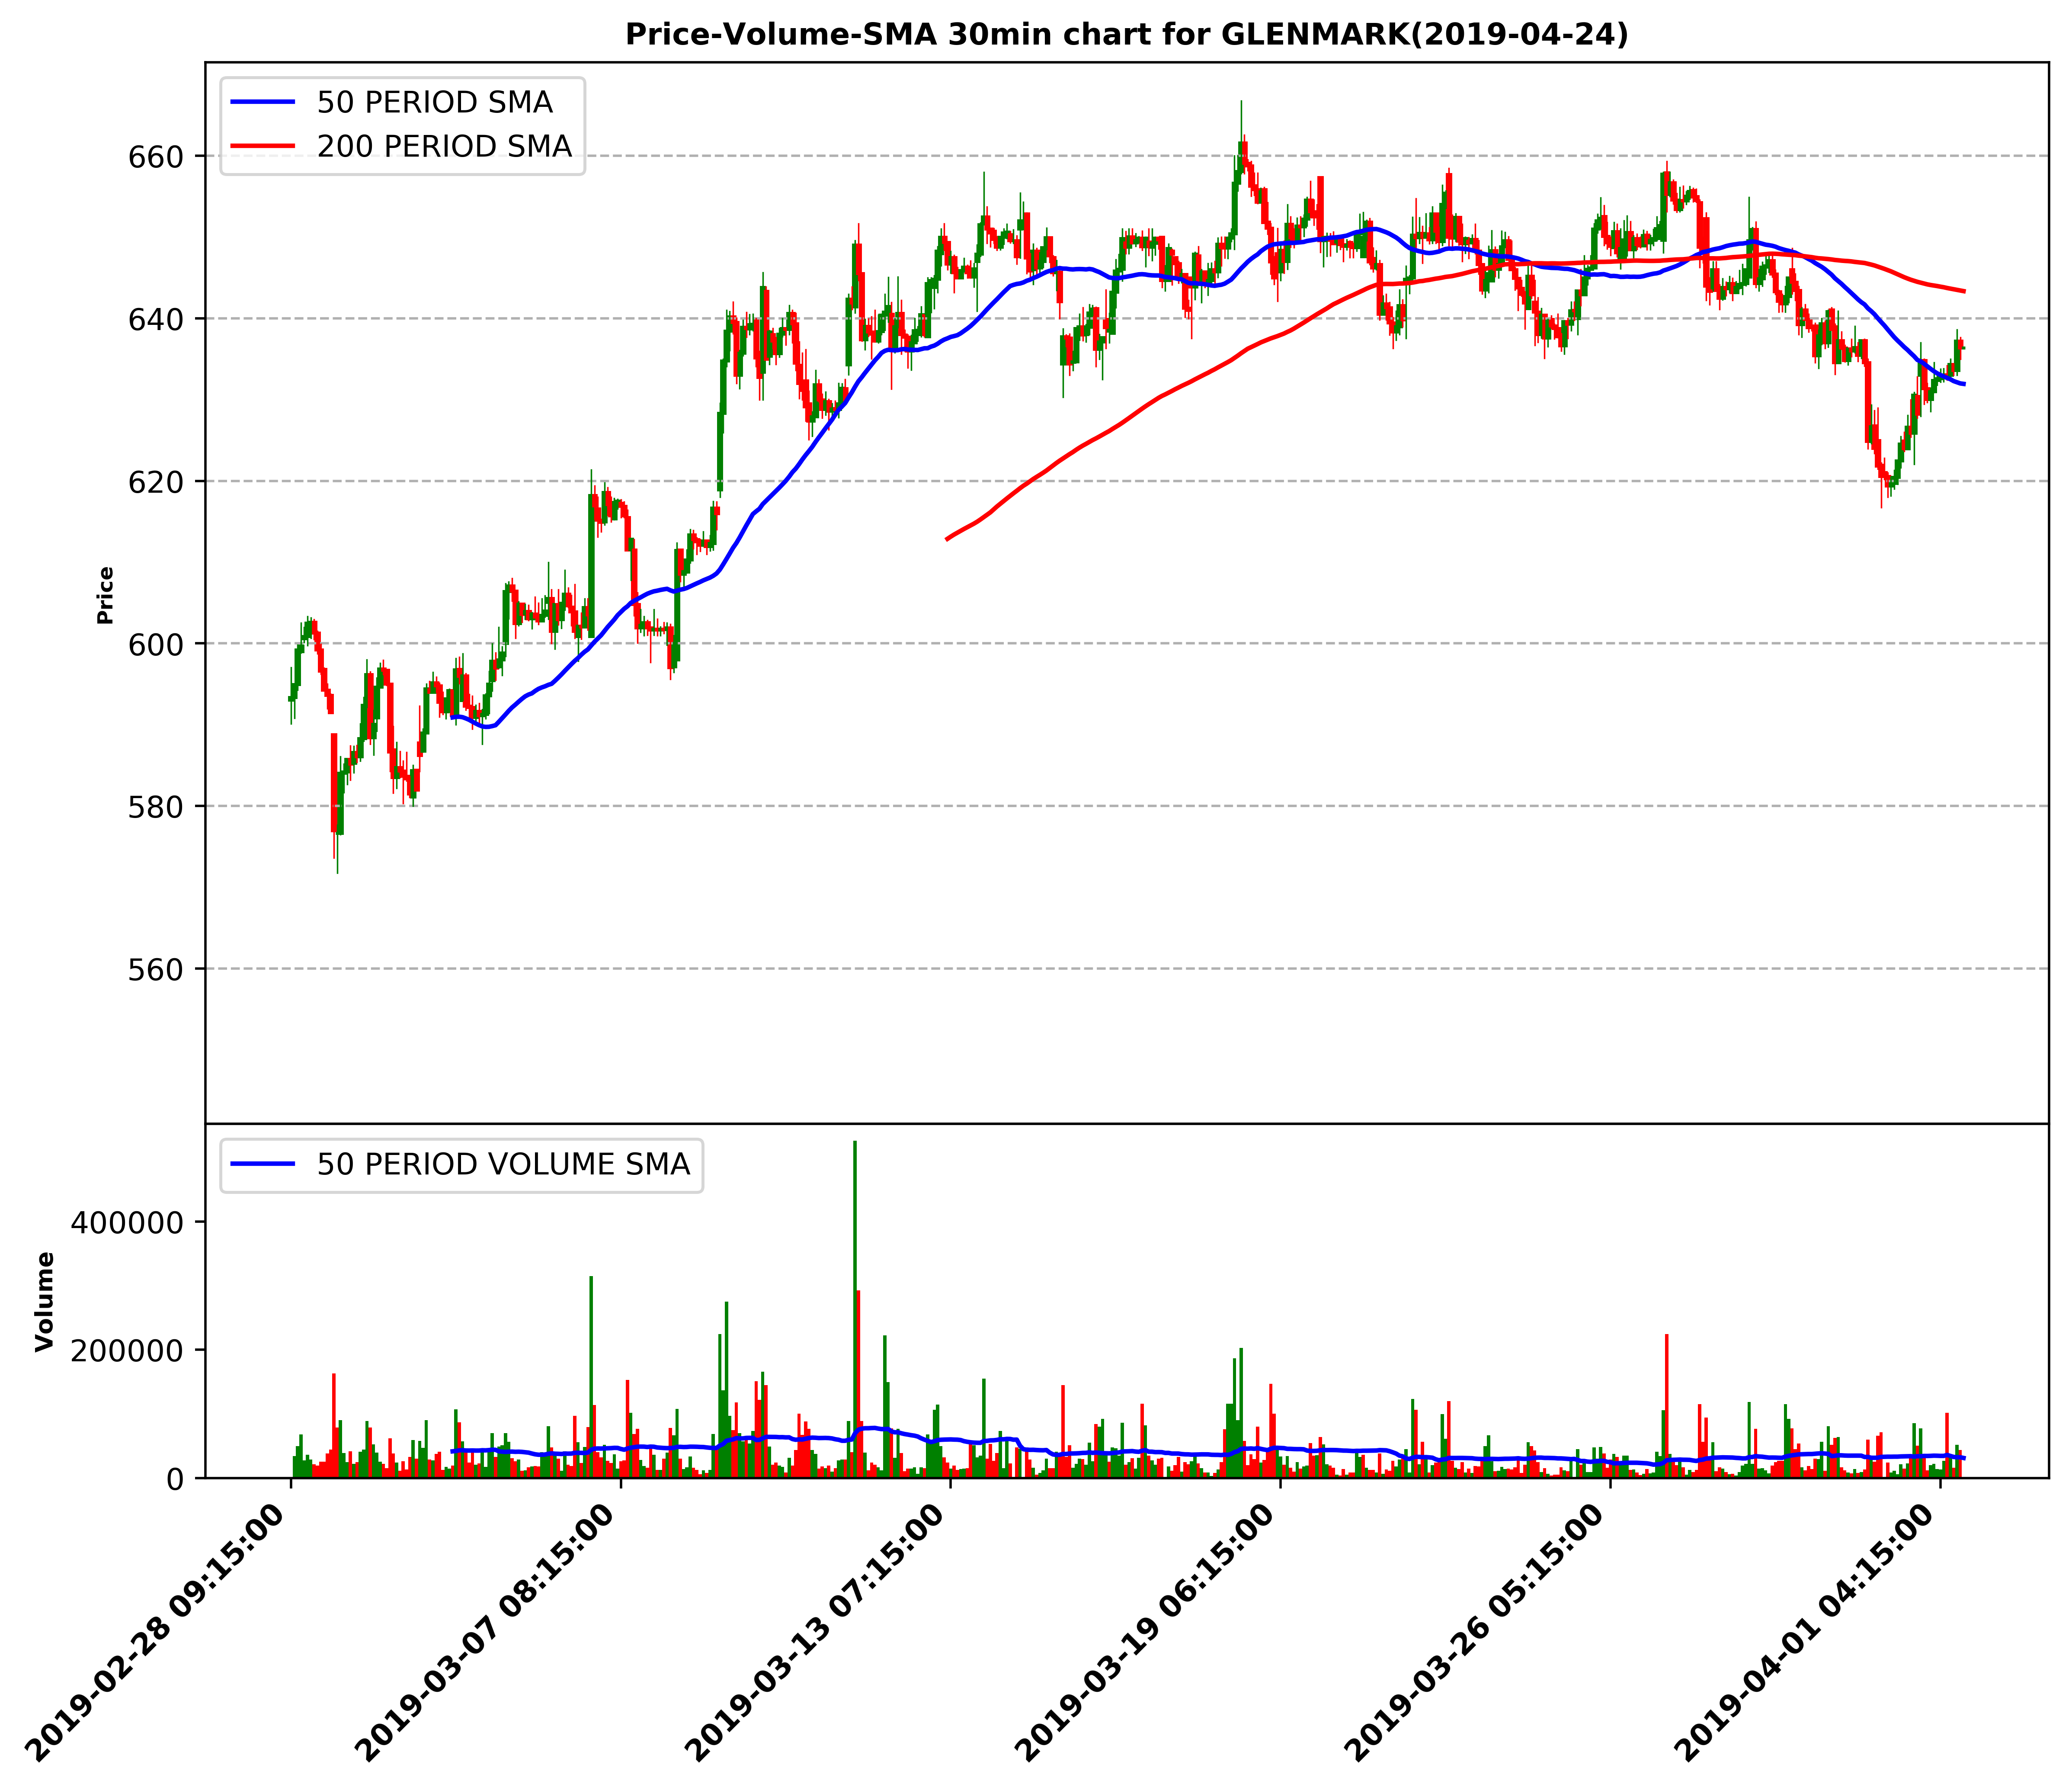 Price-Volume-SMA 30min chart for GLENMARK(2019-04-24)
50 PERIOD SMA
200 PERIOD SMA
660
640
620
600
580
560
Price
50 PERIOD VOLUME SMA
400000
200000
0
Volume
2019-02-28 09:15:00
2019-03-07 08:15:00
2019-03-13 07:15:00
2019-03-19 06:15:00
2019-03-26 05:15:00
2019-04-01 04:15:00